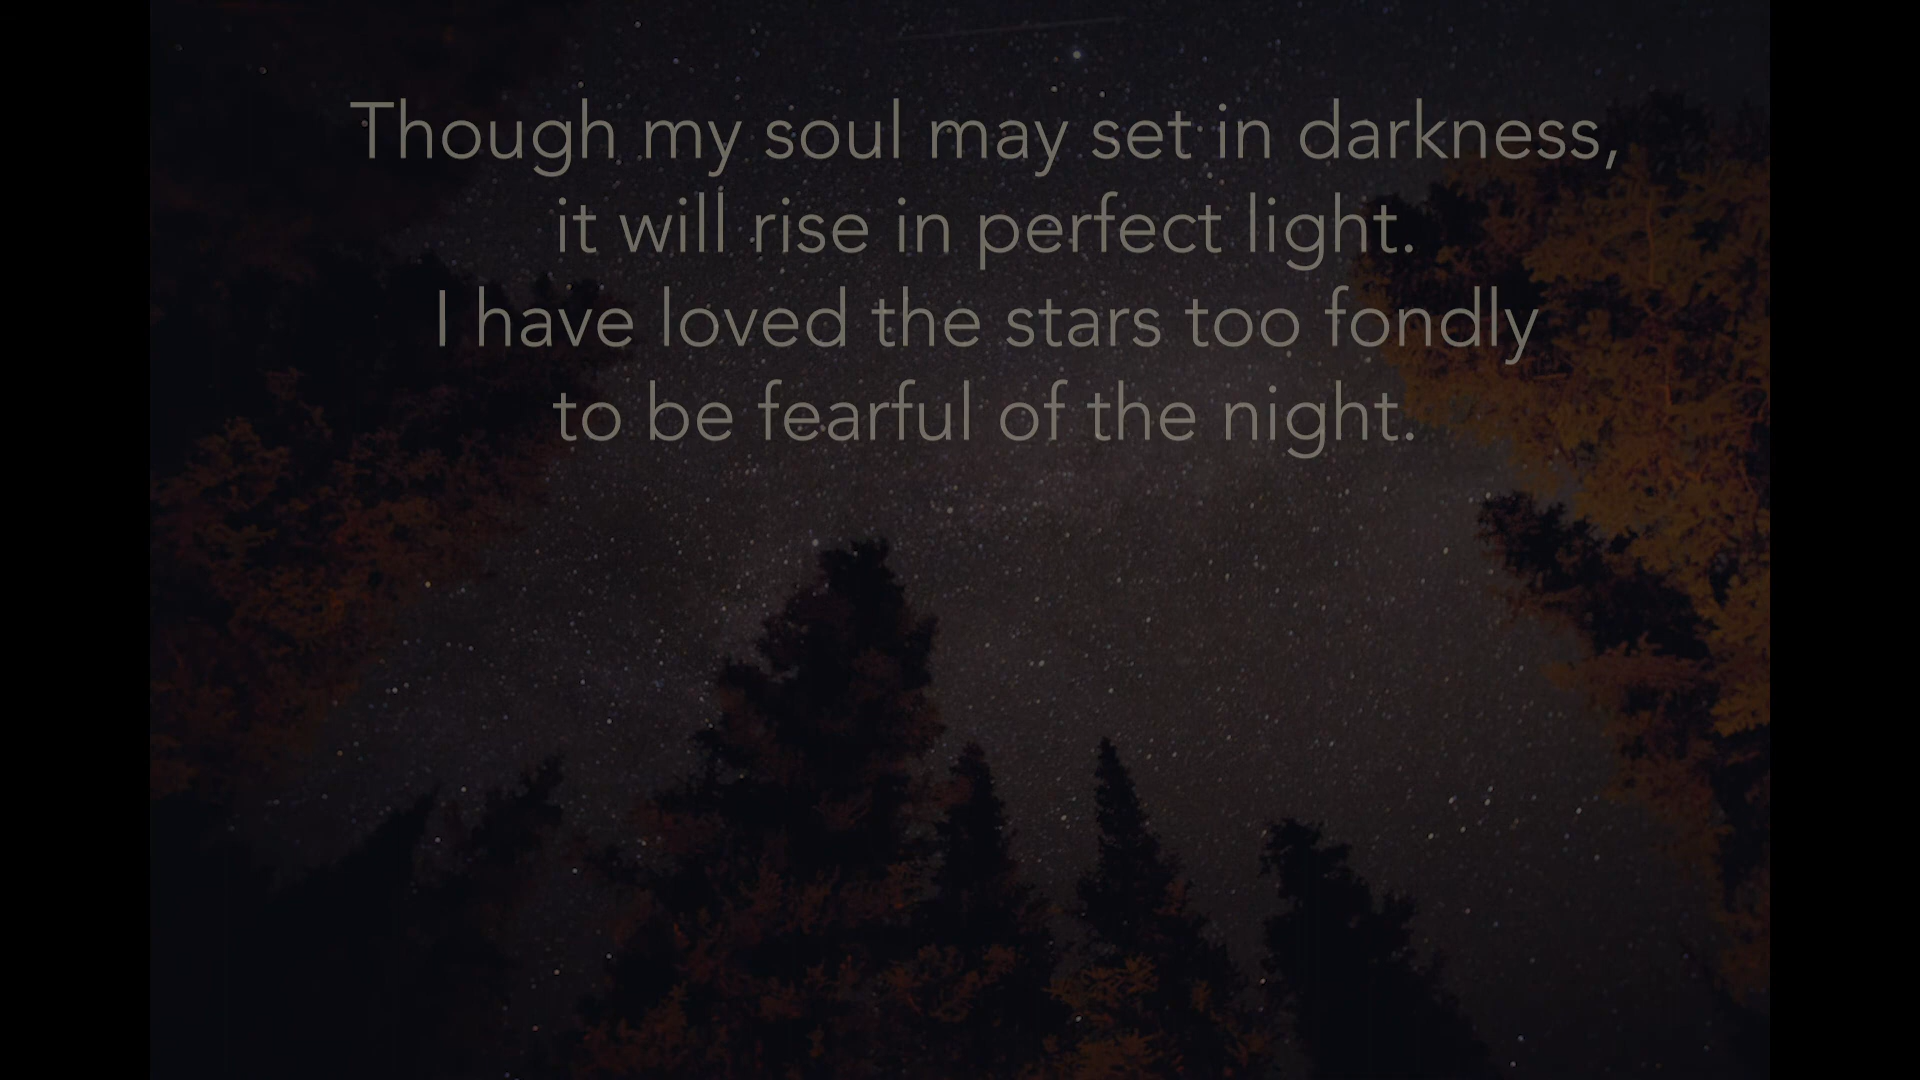 Though my soul may set in darkness,
it will rise in perfect light.
I have loved the stars too fondly
to be fearful of the night.